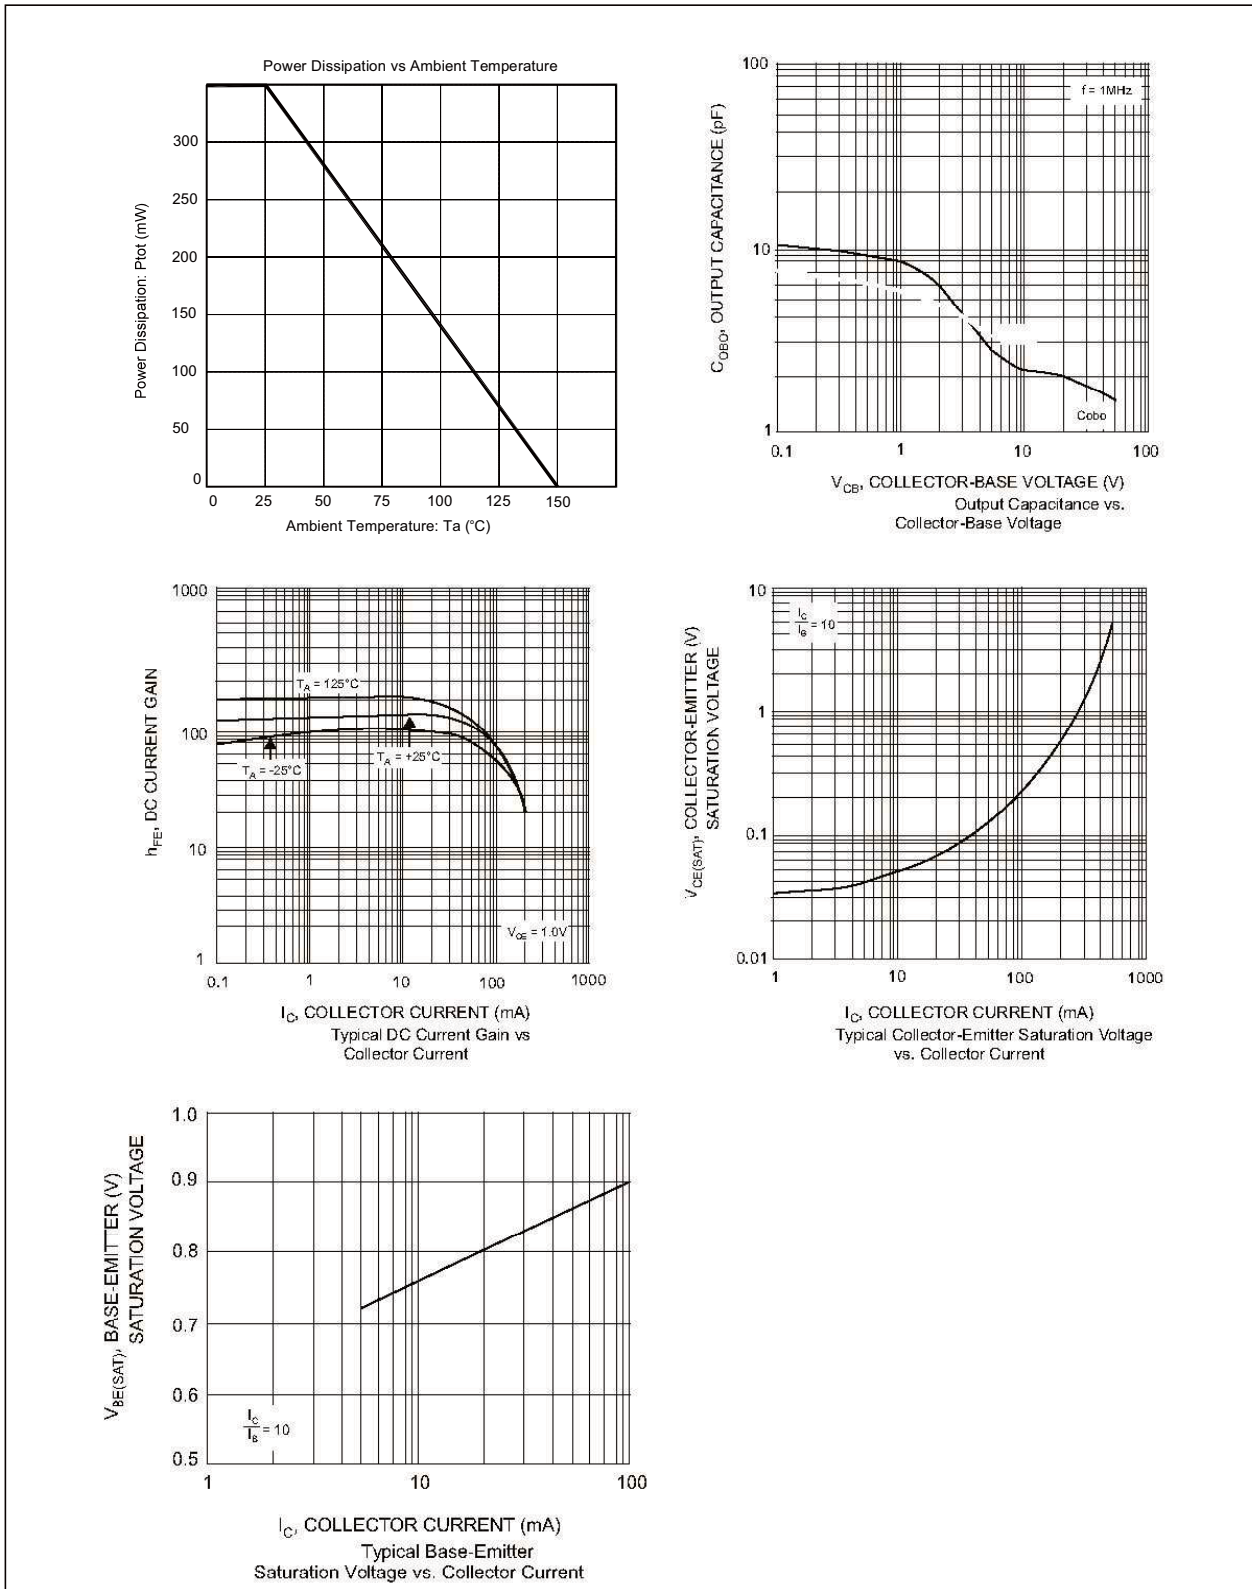 Power Dissipation vs Ambient Temperature
Power Dissipation: Ptot (mW)
300
250
200
150
100
50
0
0 25 50 75 100 125 150
Ambient Temperature: Ta (°C)
C_OBO, OUTPUT CAPACITANCE (pF)
100
10
1
f = 1MHz
Cobo
0.1 1 10 100
V_CB, COLLECTOR-BASE VOLTAGE (V)
Output Capacitance vs.
Collector-Base Voltage
h_FE, DC CURRENT GAIN
1000
100
10
1
T_A = 125°C
T_A = -25°C
T_A = +25°C
V_CE = 1.0V
0.1 1 10 100 1000
I_C, COLLECTOR CURRENT (mA)
Typical DC Current Gain vs
Collector Current
V_CE(SAT), COLLECTOR-EMITTER (V)
SATURATION VOLTAGE
10
1
0.1
0.01
I_C
I_B = 10
1 10 100 1000
I_C, COLLECTOR CURRENT (mA)
Typical Collector-Emitter Saturation Voltage
vs. Collector Current
V_BE(SAT), BASE-EMITTER (V)
SATURATION VOLTAGE
1.0
0.9
0.8
0.7
0.6
0.5
I_C
I_B = 10
1 10 100
I_C, COLLECTOR CURRENT (mA)
Typical Base-Emitter
Saturation Voltage vs. Collector Current